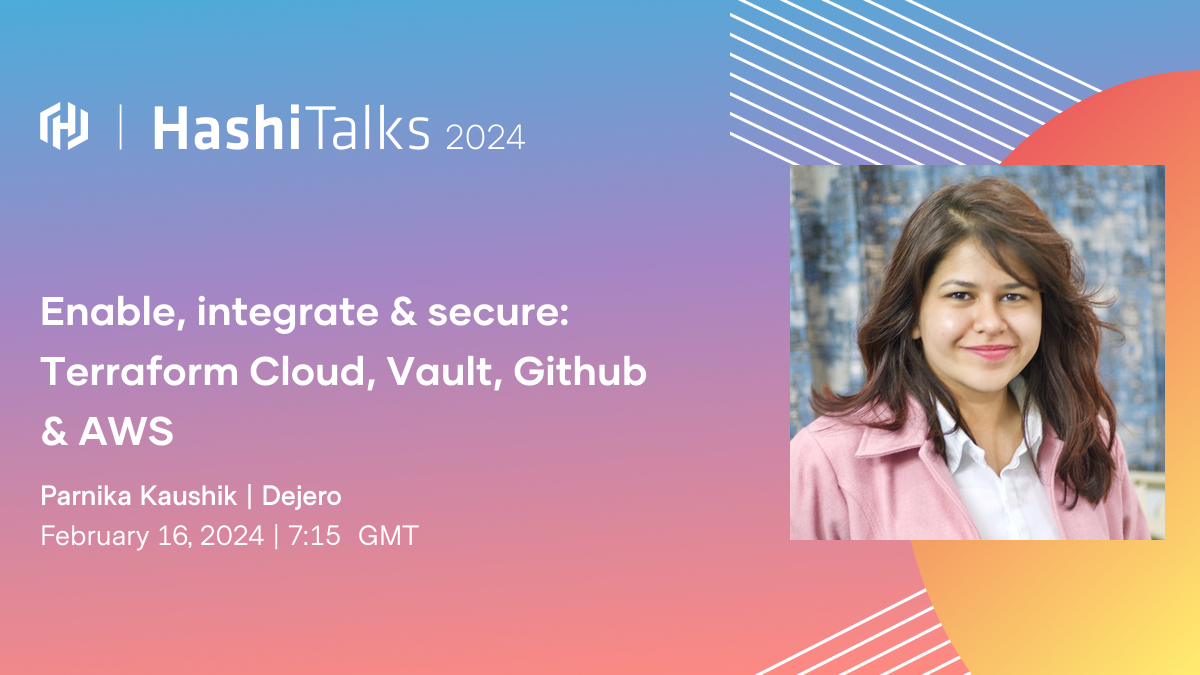 HashiTalks 2024
Enable, integrate & secure:
Terraform Cloud, Vault, Github
& AWS
Parnika Kaushik | Dejero
February 16, 2024 | 7:15 GMT